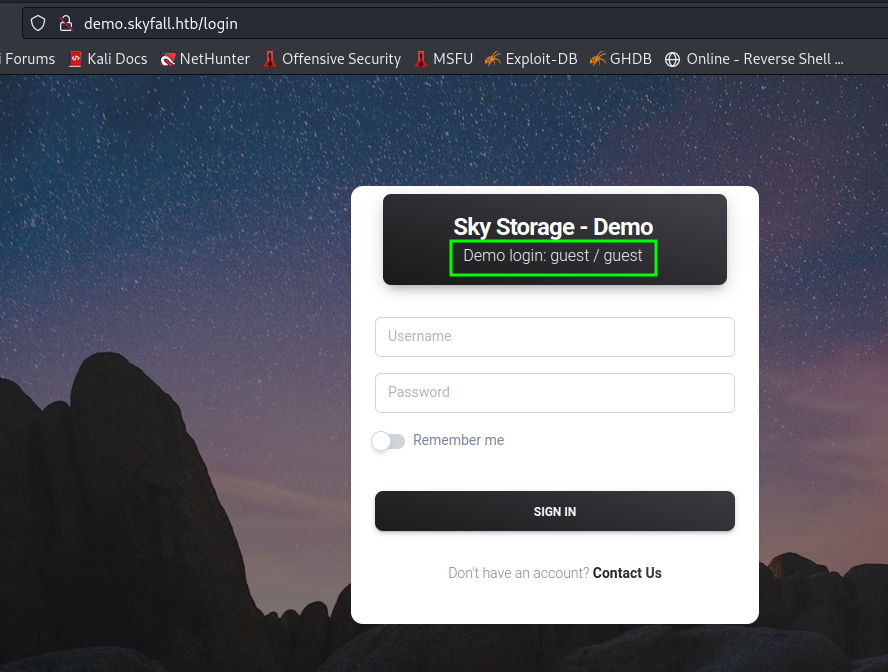 demo.skyfall.htb/login
Forums Kali Docs NetHunter Offensive Security MSFU Exploit-DB GHDB Online - Reverse Shell ...
Sky Storage - Demo
Demo login: guest / guest
Username
Password
Remember me
SIGN IN
Don't have an account? Contact Us